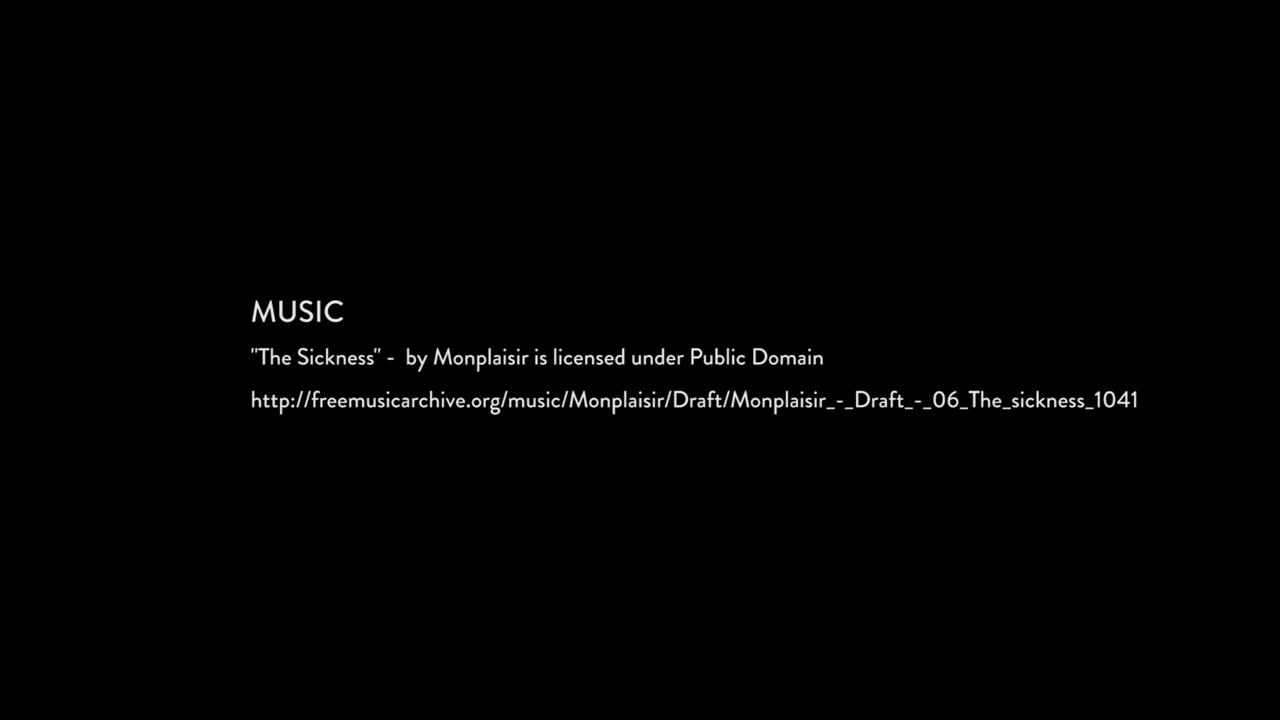 MUSIC
"The Sickness" -  by Monplaisir is licensed under Public Domain
http://freemusicarchive.org/music/Monplaisir/Draft/Monplaisir_-_Draft_-_06_The_sickness_1041